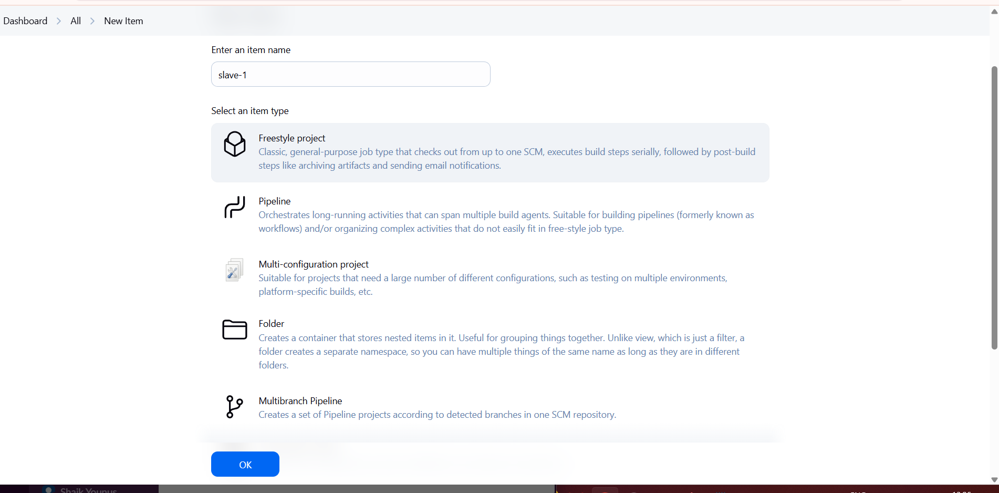 Dashboard
All
New Item
Enter an item name
slave-1
Select an item type
Freestyle project
Classic, general-purpose job type that checks out from up to one SCM, executes build steps serially, followed by post-build
steps like archiving artifacts and sending email notifications.
Pipeline
Orchestrates long-running activities that can span multiple build agents. Suitable for building pipelines (formerly known as
workflows) and/or organizing complex activities that do not easily fit in free-style job type.
Multi-configuration project
Suitable for projects that need a large number of different configurations, such as testing on multiple environments,
platform-specific builds, etc.
Folder
Creates a container that stores nested items in it. Useful for grouping things together. Unlike view, which is just a filter, a
folder creates a separate namespace, so you can have multiple things of the same name as long as they are in different
folders.
Multibranch Pipeline
Creates a set of Pipeline projects according to detected branches in one SCM repository.
OK
Shaik Younus